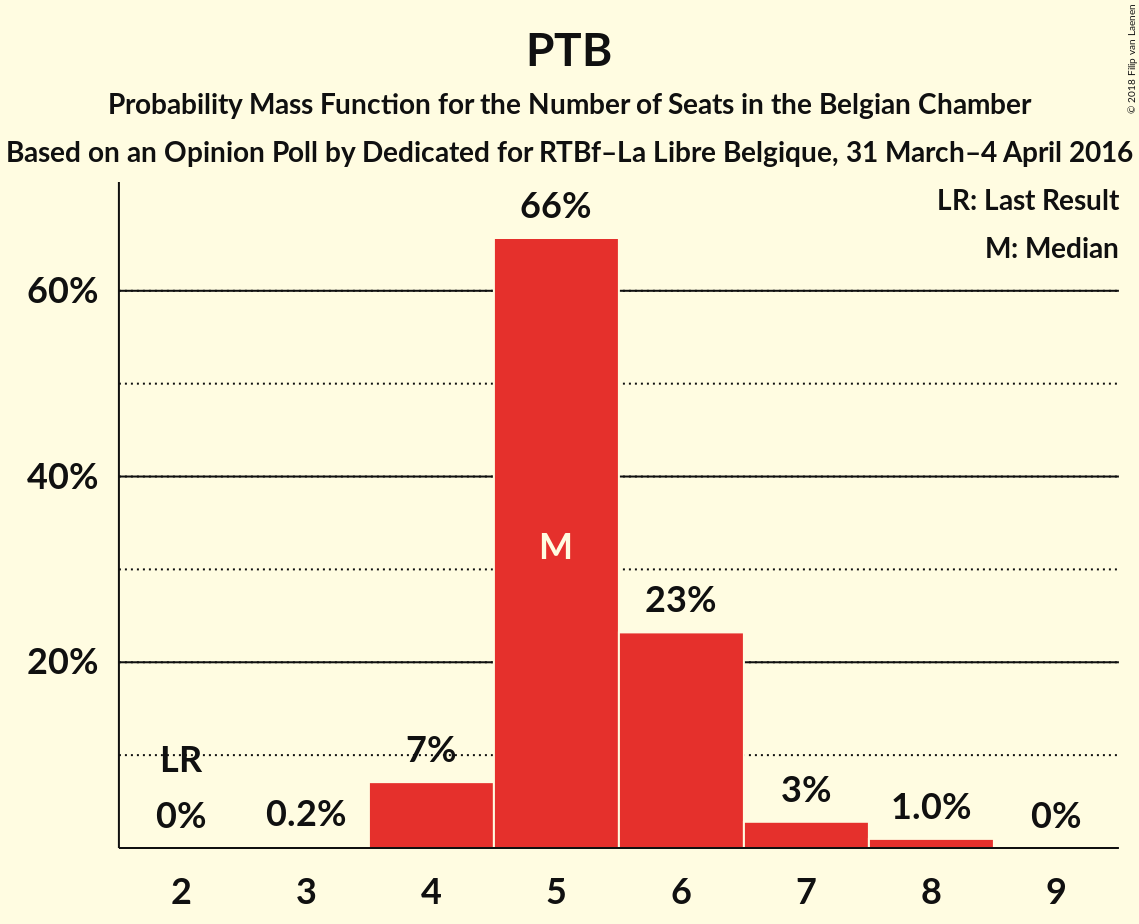 PTB
Probability Mass Function for the Number of Seats in the Belgian Chamber
Based on an Opinion Poll by Dedicated for RTBf–La Libre Belgique, 31 March–4 April 2016
© 2018 Filip van Laenen
LR: Last Result
M: Median
60%
40%
20%
LR
0%
0.2%
7%
66%
M
23%
3%
1.0%
0%
2 3 4 5 6 7 8 9